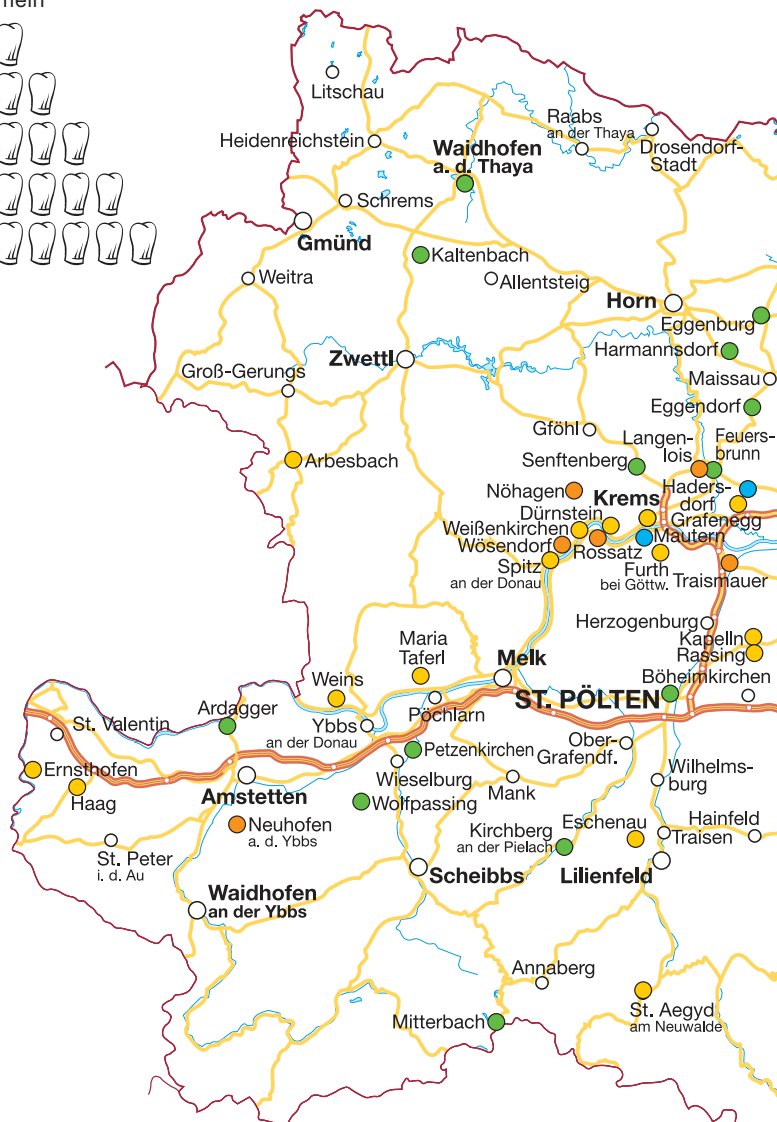 Litschau
Raabs
an der Thaya
Heidenreichstein
Waidhofen
a. d. Thaya
Drosendorf-
Stadt
Schrems
Gmünd
Kaltenbach
Weitra
Allentsteig
Horn
Eggenburg
Harmannsdorf
Zwettl
Groß-Gerungs
Maissau
Eggendorf
Gföhl
Langen-
lois
Feuers-
brunn
Arbesbach
Senftenberg
Nöhagen
Krems
Haders-
dorf
Dürnstein
Grafenegg
Weißenkirchen
Mautern
Wösendorf
Rossatz
Spitz
an der Donau
Furth
bei Göttw.
Traismauer
Herzogenburg
Maria
Taferl
Kapelln
Rassing
Melk
Weins
Böheimkirchen
ST. PÖLTEN
Ardagger
Pöchlarn
St. Valentin
Ybbs
an der Donau
Ober-
Grafendf.
Petzenkirchen
Ernsthofen
Wieselburg
Wilhelms-
burg
Haag
Amstetten
Mank
Wolfpassing
Neuhofen
a. d. Ybbs
Kirchberg
an der Pielach
Eschenau
Hainfeld
Traisen
St. Peter
i. d. Au
Scheibbs
Lilienfeld
Waidhofen
an der Ybbs
Annaberg
St. Aegyd
am Neuwalde
Mitterbach